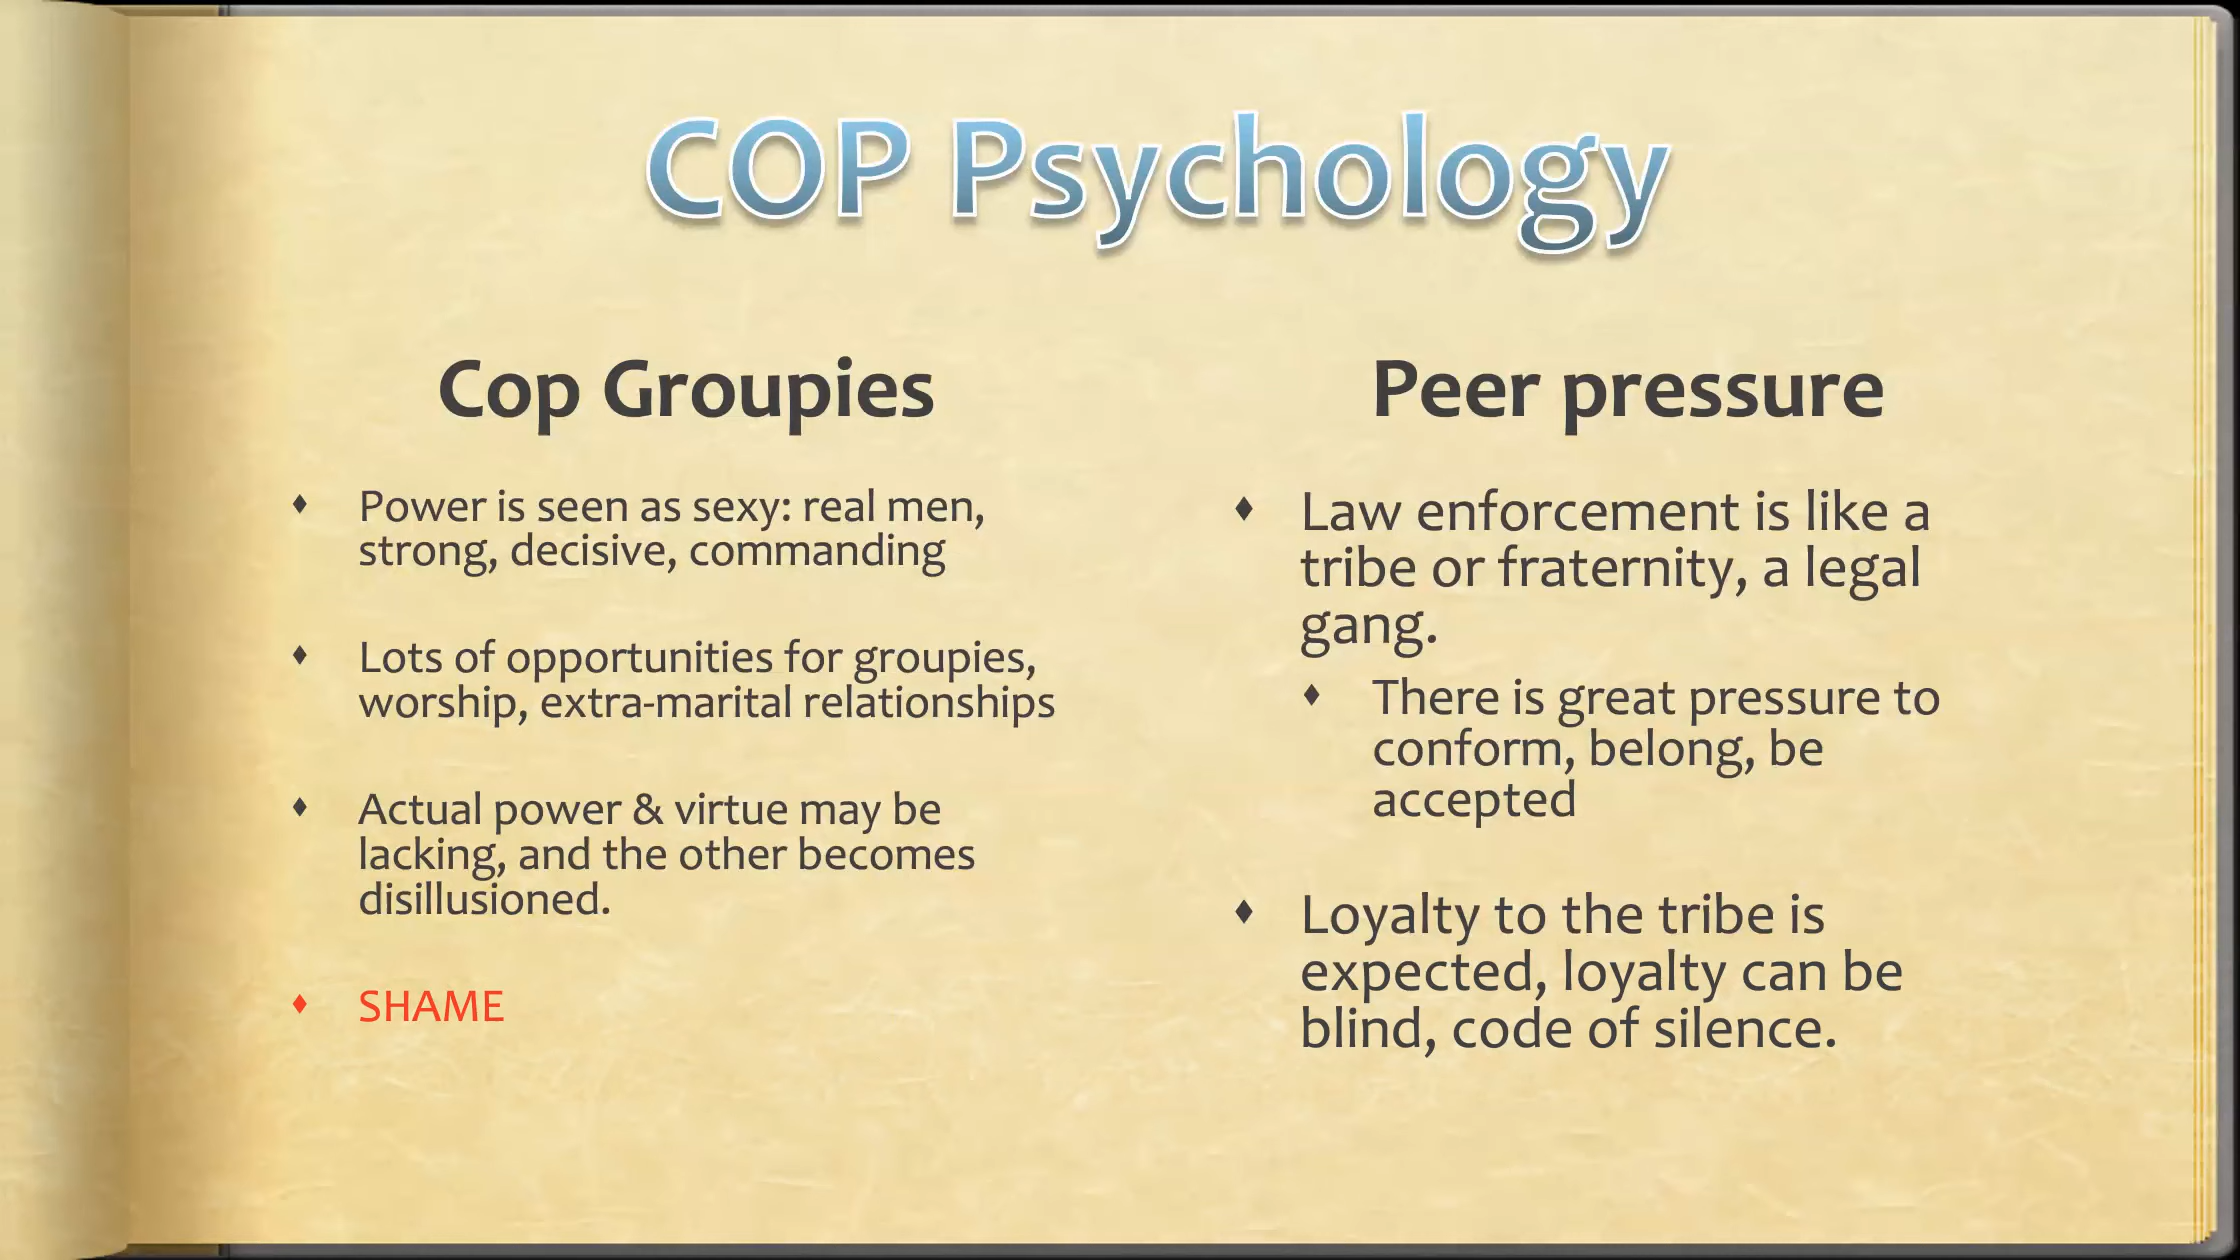 COP Psychology
Cop Groupies
♦ Power is seen as sexy: real men,
strong, decisive, commanding
♦ Lots of opportunities for groupies,
worship, extra-marital relationships
♦ Actual power & virtue may be
lacking, and the other becomes
disillusioned.
♦ SHAME
Peer pressure
♦ Law enforcement is like a
tribe or fraternity, a legal
gang.
♦ There is great pressure to
conform, belong, be
accepted
♦ Loyalty to the tribe is
expected, loyalty can be
blind, code of silence.